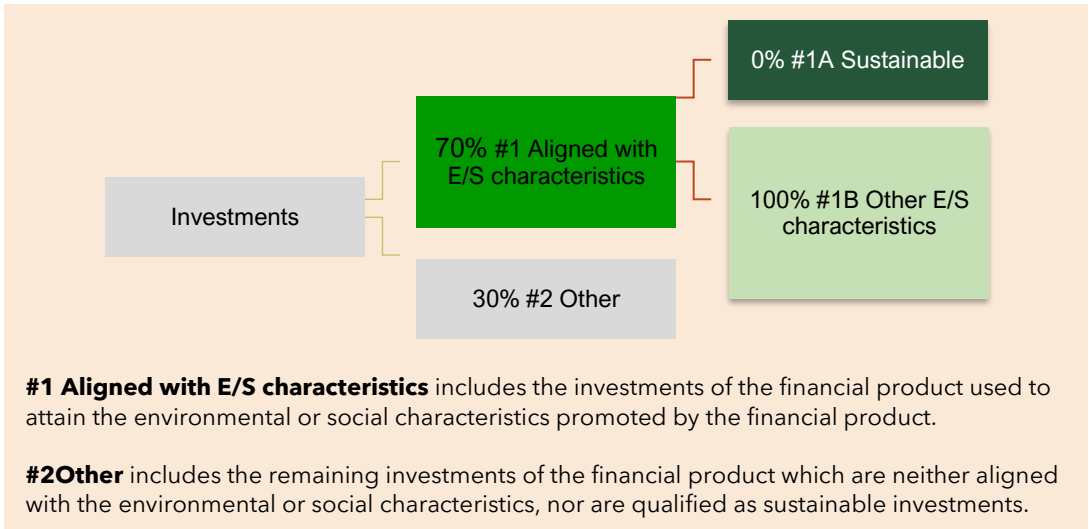 0% #1A Sustainable
70% #1 Aligned with
E/S characteristics
Investments
100% #1B Other E/S
characteristics
30% #2 Other
#1 Aligned with E/S characteristics includes the investments of the financial product used to
attain the environmental or social characteristics promoted by the financial product.
#2Other includes the remaining investments of the financial product which are neither aligned
with the environmental or social characteristics, nor are qualified as sustainable investments.